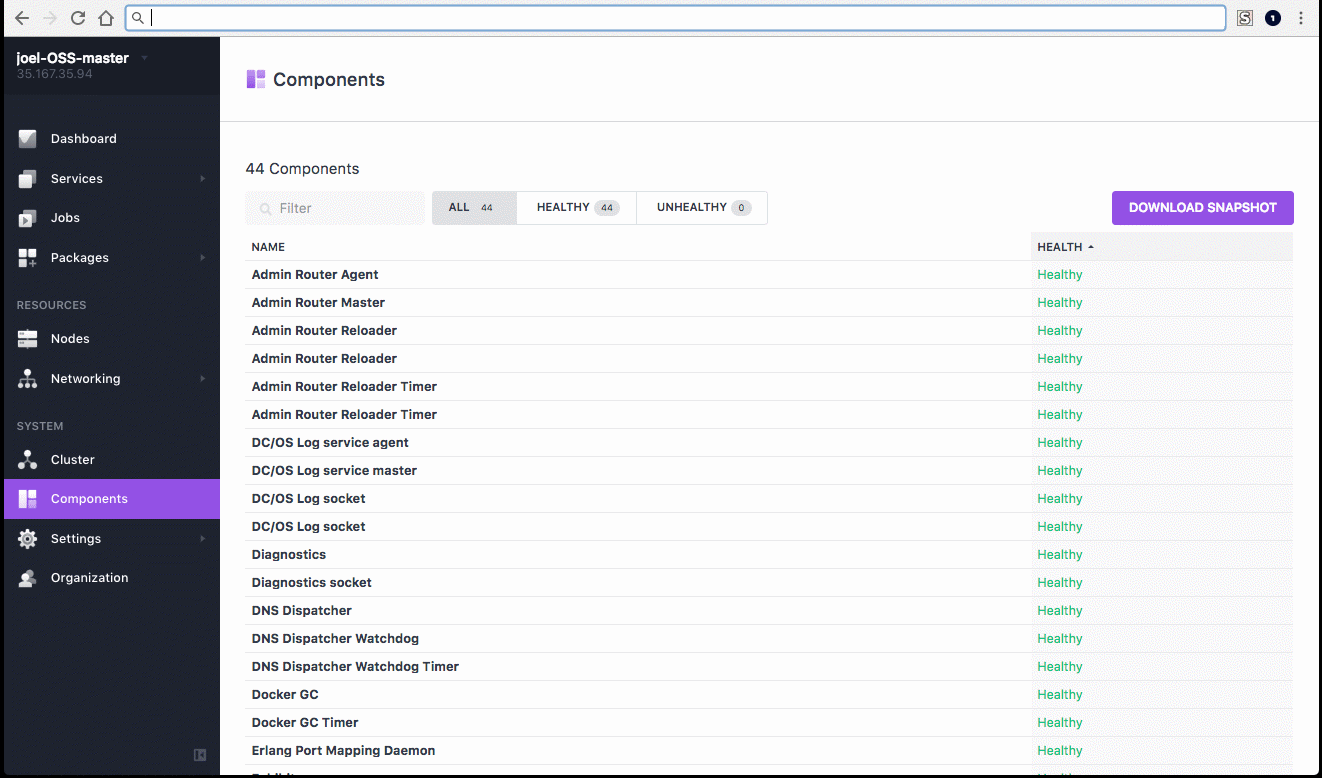 joel-OSS-master
35.167.35.94
Dashboard
Services
Jobs
Packages
RESOURCES
Nodes
Networking
SYSTEM
Cluster
Components
Settings
Organization
S
1
Components
44 Components
Filter
ALL 44
HEALTHY 44
UNHEALTHY 0
DOWNLOAD SNAPSHOT
NAME HEALTH
Admin Router Agent Healthy
Admin Router Master Healthy
Admin Router Reloader Healthy
Admin Router Reloader Healthy
Admin Router Reloader Timer Healthy
Admin Router Reloader Timer Healthy
DC/OS Log service agent Healthy
DC/OS Log service master Healthy
DC/OS Log socket Healthy
DC/OS Log socket Healthy
Diagnostics Healthy
Diagnostics socket Healthy
DNS Dispatcher Healthy
DNS Dispatcher Watchdog Healthy
DNS Dispatcher Watchdog Timer Healthy
Docker GC Healthy
Docker GC Timer Healthy
Erlang Port Mapping Daemon Healthy